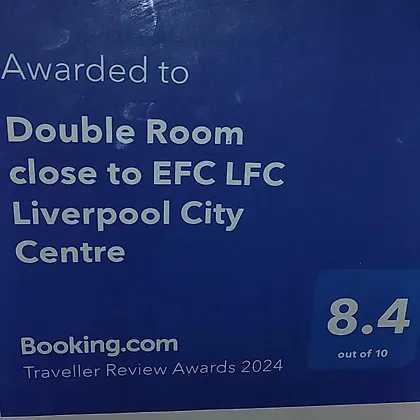 Awarded to
Double Room
close to EFC LFC
Liverpool City
Centre
8.4
out of 10
Booking.com
Traveller Review Awards 2024